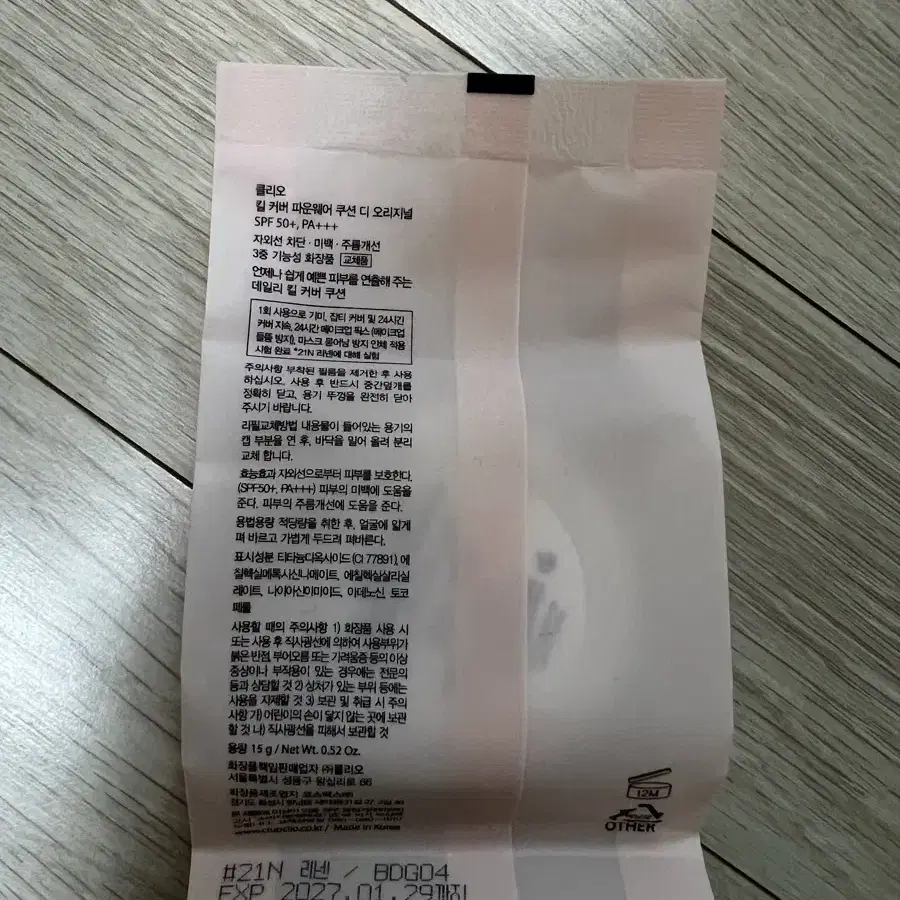 클리오
킬 커버 파운웨어 쿠션 디 오리지널
SPF 50+, PA+++
자외선 차단 · 미백 · 주름개선
3중 기능성 화장품 교체품
언제나 쉽게 예쁜 피부를 연출해 주는
데일리 킬 커버 쿠션
1회 사용으로 기미, 잡티 커버 및 24시간
커버 지속, 24시간 메이크업 픽스 (메이크업
들뜸 방지), 마스크 묻어남 방지 인체 적용
시험 완료 *21N 리넨에 대해 실험
주의사항 부착된 필름을 제거한 후 사용
하십시오. 사용 후 반드시 중간덮개를
정확히 닫고, 용기 뚜껑을 완전히 닫아
주시기 바랍니다.
리필교체방법 내용물이 들어있는 용기의
캡 부분을 연 후, 바닥을 밀어 올려 분리
교체 합니다.
효능효과 자외선으로부터 피부를 보호한다.
(SPF50+, PA+++) 피부의 미백에 도움을
준다. 피부의 주름개선에 도움을 준다.
용법용량 적당량을 취한 후, 얼굴에 얇게
펴 바르고 가볍게 두드려 펴바른다.
표시성분 티타늄디옥사이드 (CI 77891), 에
칠헥실메톡시신나메이트, 에칠헥실살리실
레이트, 나이아신아마이드, 아데노신, 토코
페롤
사용할 때의 주의사항 1) 화장품 사용 시
또는 사용 후 직사광선에 의하여 사용부위가
붉은 반점, 부어오름 또는 가려움증 등의 이상
증상이나 부작용이 있는 경우에는 전문의
등과 상담할 것 2) 상처가 있는 부위 등에는
사용을 자제할 것 3) 보관 및 취급 시 주의
사항 가) 어린이의 손이 닿지 않는 곳에 보관
할 것 나) 직사광선을 피해서 보관할 것
용량 15 g / Net Wt. 0.52 Oz.
화장품책임판매업자 ㈜클리오
서울특별시 성동구 왕십리로 66
화장품제조업자 코스맥스㈜
www.clubclio.co.kr / Made in Korea
12M
OTHER
#21N 리넨 / BDG04
EXP 2027.01.29까지